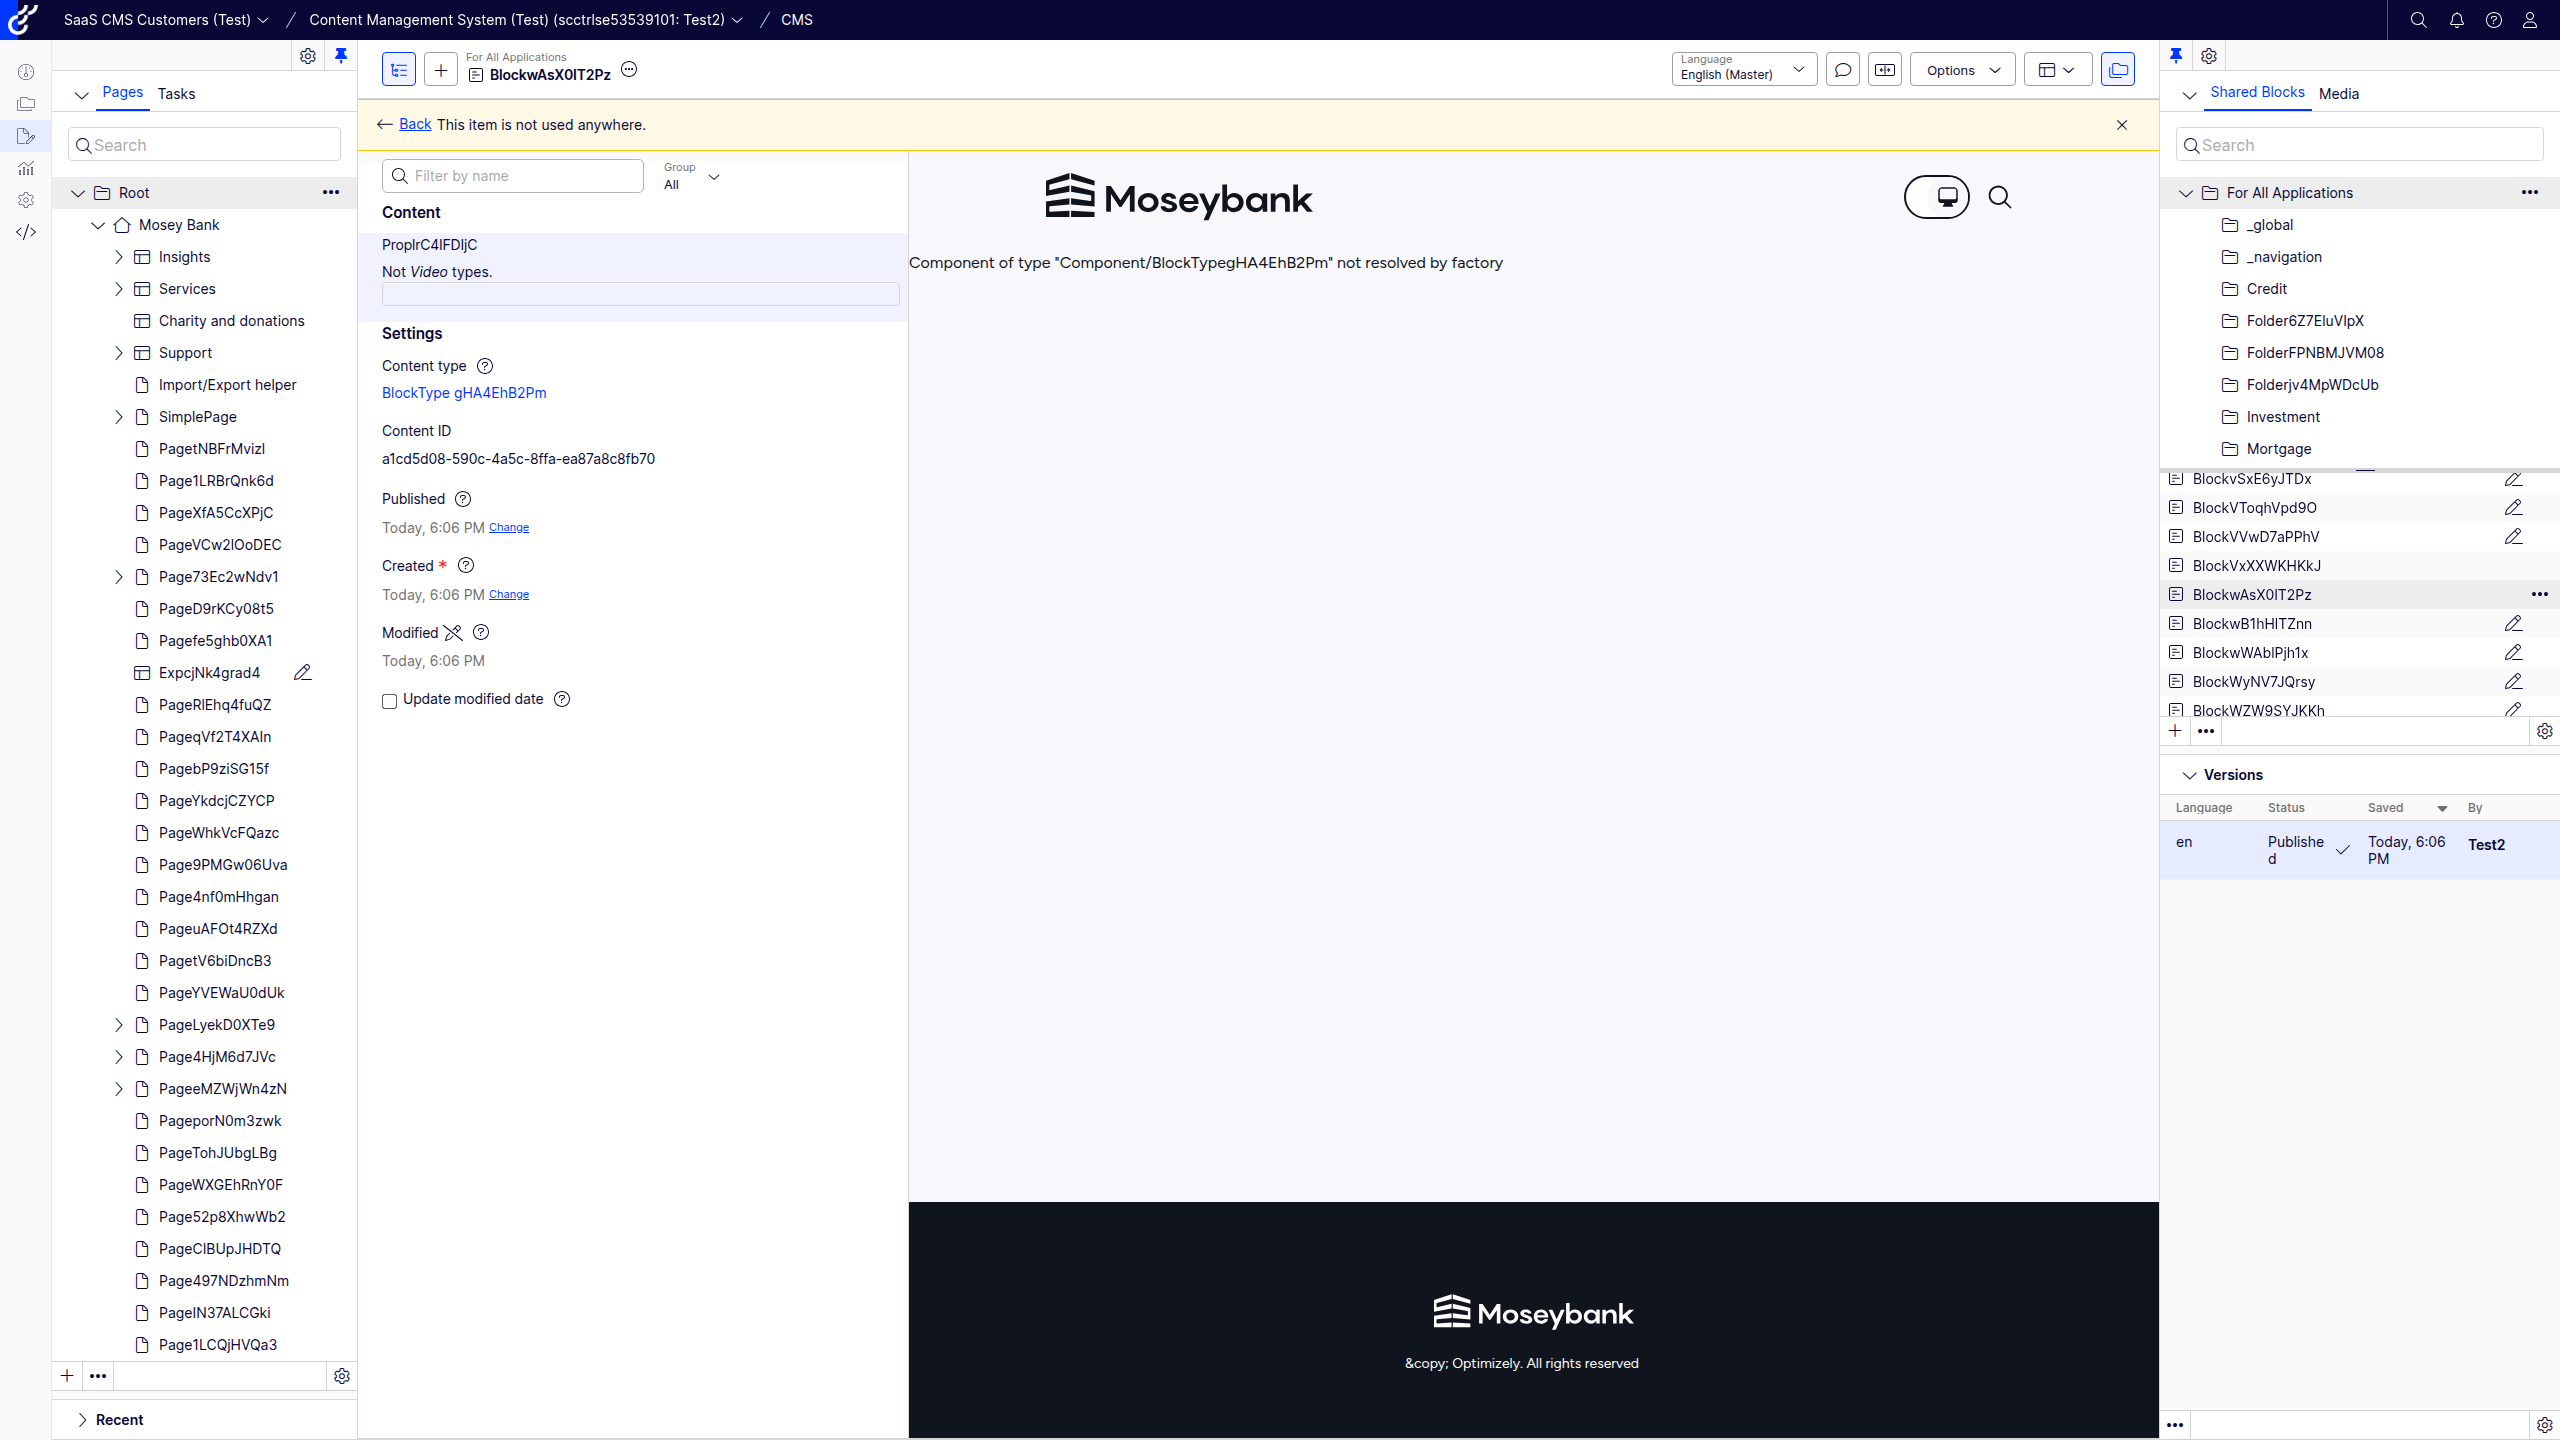 SaaS CMS Customers (Test)
Content Management System (Test) (scctrlse53539101: Test2)
CMS
Pages
Tasks
Search
Root
Mosey Bank
Insights
Services
Charity and donations
Support
Import/Export helper
SimplePage
PagetNBFrMvizI
Page1LRBrQnk6d
PageXfA5CcXPjC
PageVCw2lOoDEC
Page73Ec2wNdv1
PageD9rKCy08t5
Pagefe5ghb0XA1
ExpcjNk4grad4
PageRlEhq4fuQZ
PageqVf2T4XAln
PagebP9ziSG15f
PageYkdcjCZYCP
PageWhkVcFQazc
Page9PMGw06Uva
Page4nf0mHhgan
PageuAFOt4RZXd
PagetV6biDncB3
PageYVEWaU0dUk
PageLyekD0XTe9
Page4HjM6d7JVc
PageeMZWjWn4zN
PageporN0m3zwk
PageTohJUbgLBg
PageWXGEhRnY0F
Page52p8XhwWb2
PageClBUpJHDTQ
Page497NDzhmNm
PageIN37ALCGki
Page1LCQjHVQa3
Recent
For All Applications
BlockwAsX0IT2Pz
Language
English (Master)
Options
Back This item is not used anywhere.
Filter by name
Group
All
Content
ProplrC4lFDljC
Not Video types.
Settings
Content type
BlockType gHA4EhB2Pm
Content ID
a1cd5d08-590c-4a5c-8ffa-ea87a8c8fb70
Published
Today, 6:06 PM Change
Created *
Today, 6:06 PM Change
Modified
Today, 6:06 PM
Update modified date
Moseybank
Component of type "Component/BlockTypegHA4EhB2Pm" not resolved by factory
Moseybank
&copy; Optimizely. All rights reserved
Shared Blocks
Media
Search
For All Applications
_global
_navigation
Credit
Folder6Z7EluVlpX
FolderFPNBMJVM08
Folderjv4MpWDcUb
Investment
Mortgage
BlockvSxE6yJTDx
BlockVToqhVpd9O
BlockVVwD7aPPhV
BlockVxXXWKHKkJ
BlockwAsX0IT2Pz
BlockwB1hHlTZnn
BlockwWAblPjh1x
BlockWyNV7JQrsy
BlockWZW9SYJKKh
Versions
Language Status Saved By
en Publishe Today, 6:06 Test2
d PM